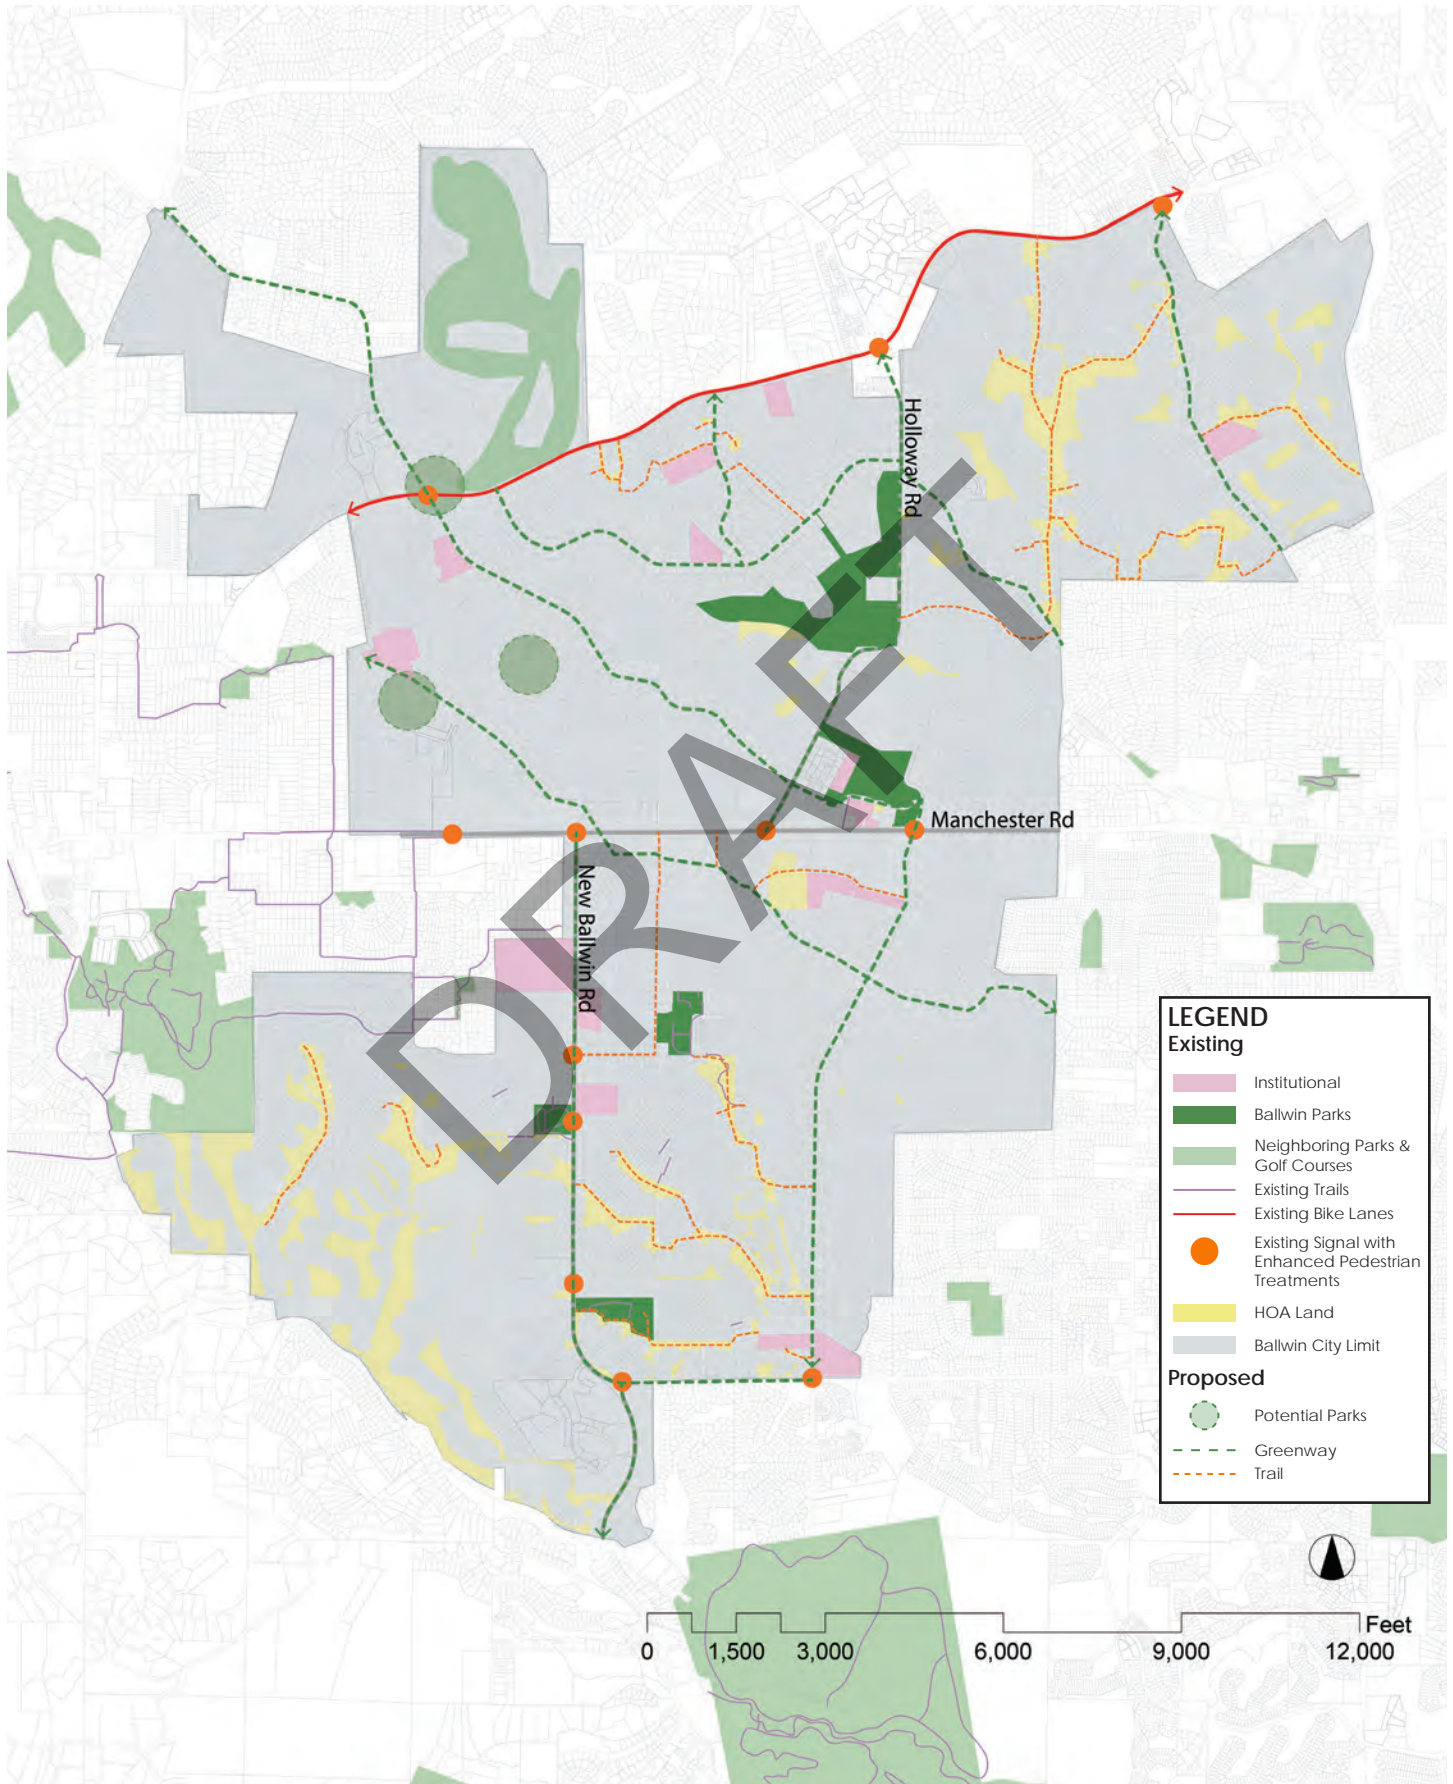 Holloway Rd
Manchester Rd
New Ballwin Rd
DRAFT
LEGEND
Existing
Institutional
Ballwin Parks
Neighboring Parks &
Golf Courses
Existing Trails
Existing Bike Lanes
Existing Signal with
Enhanced Pedestrian
Treatments
HOA Land
Ballwin City Limit
Proposed
Potential Parks
Greenway
Trail
Feet
0 1,500 3,000 6,000 9,000 12,000